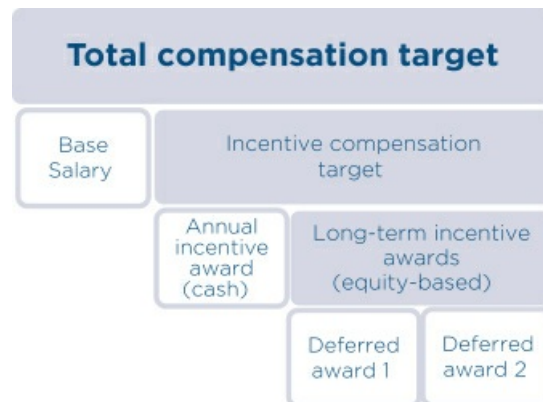 Total compensation target
Base
Salary
Incentive compensation
target
Annual
incentive
award
(cash)
Long-term incentive
awards
(equity-based)
Deferred
award 1
Deferred
award 2